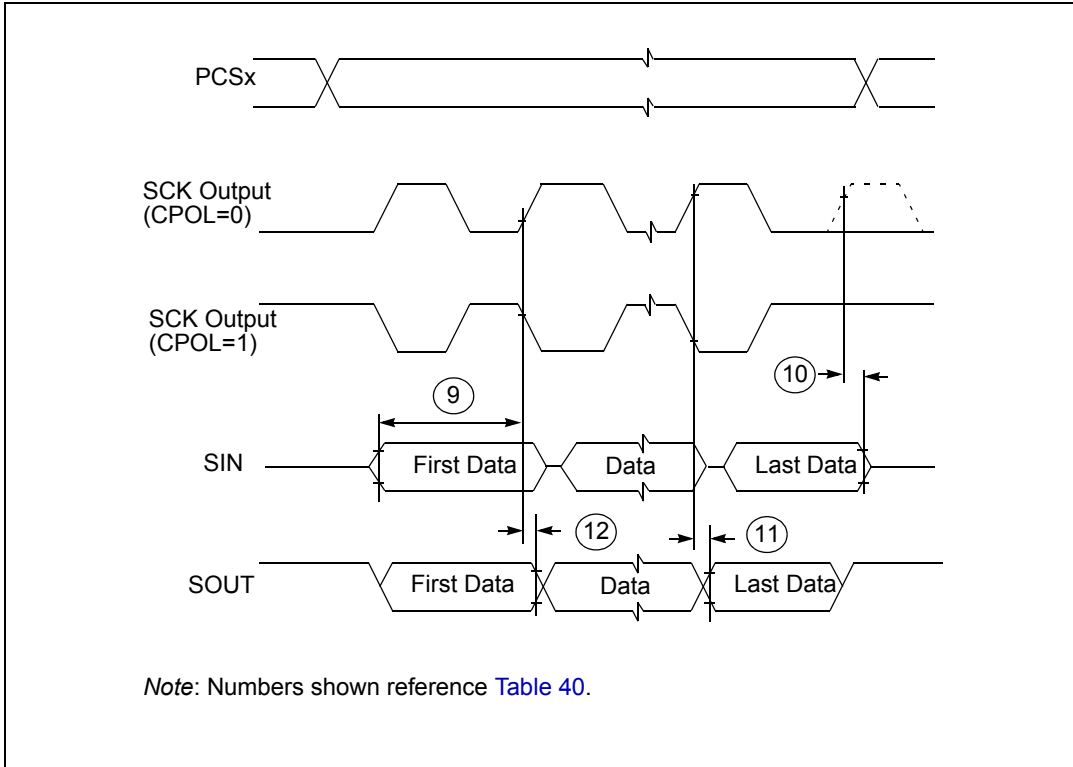 PCSx
SCK Output
(CPOL=0)
SCK Output
(CPOL=1)
10
9
SIN
First Data
Data
Last Data
12
11
SOUT
First Data
Data
Last Data
Note: Numbers shown reference Table 40.